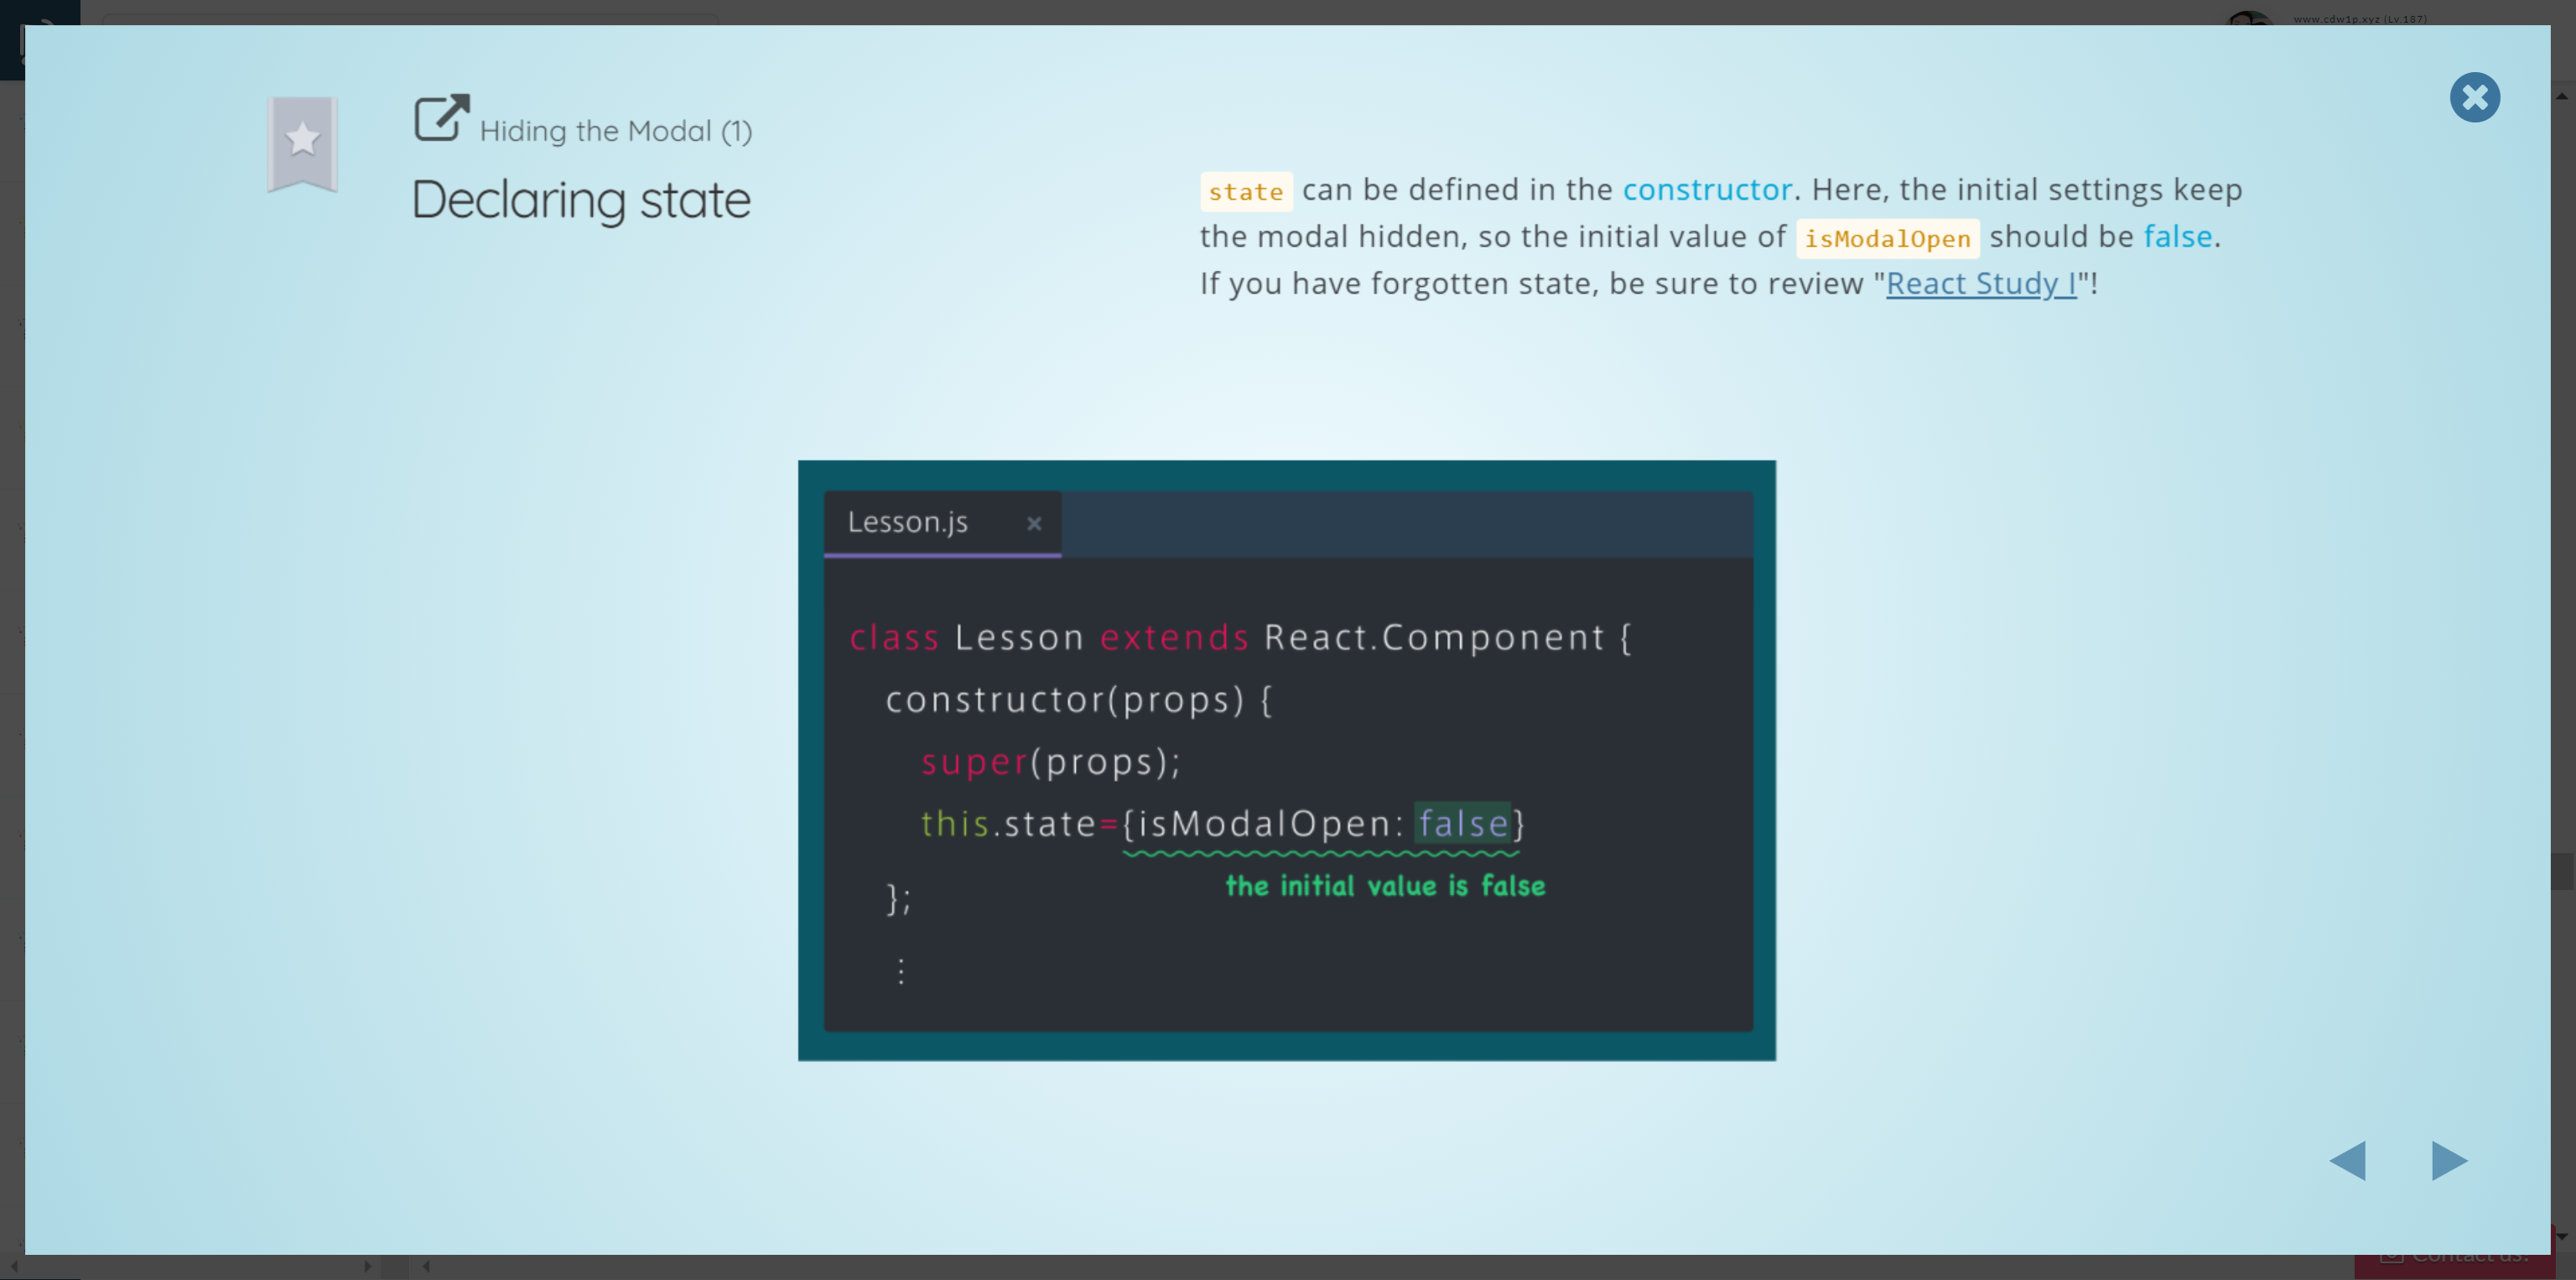 www.cdw1p.xyz (Lv.187)
Hiding the Modal (1)
Declaring state
state can be defined in the constructor. Here, the initial settings keep
the modal hidden, so the initial value of isModalOpen should be false.
If you have forgotten state, be sure to review "React Study I"!
Lesson.js ×
class Lesson extends React.Component {
constructor(props) {
super(props);
this.state={isModalOpen: false}
the initial value is false
};
⋮
Contact us!